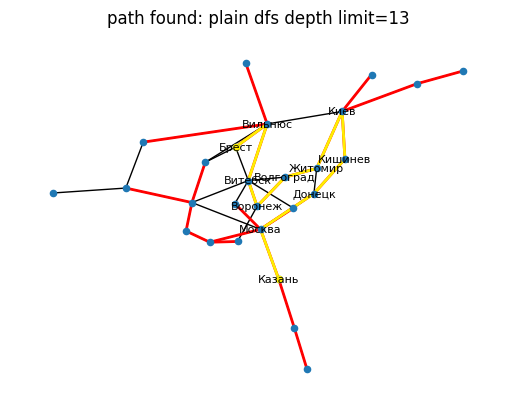 path found: plain dfs depth limit=13
Киев
Вильнюс
Брест
Кишинев
Житомир
Волгоград
Витебск
Донецк
Воронеж
Москва
Казань